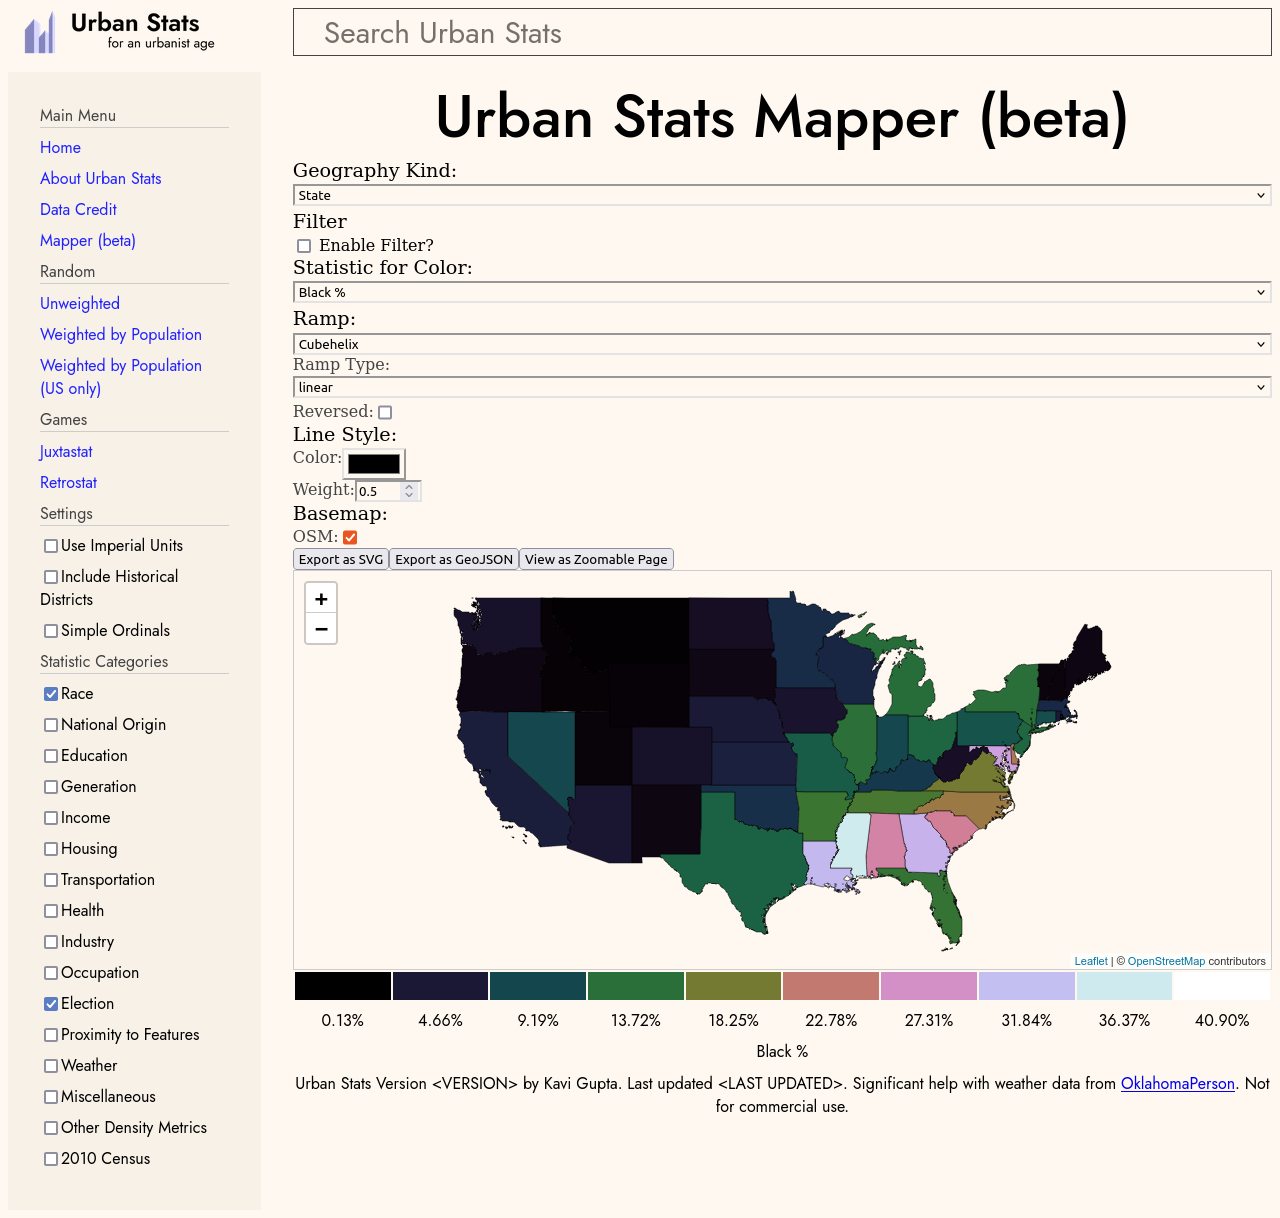 Urban Stats
for an urbanist age
Search Urban Stats
Main Menu
Home
About Urban Stats
Data Credit
Mapper (beta)
Random
Unweighted
Weighted by Population
Weighted by Population
(US only)
Games
Juxtastat
Retrostat
Settings
Use Imperial Units
Include Historical
Districts
Simple Ordinals
Statistic Categories
Race
National Origin
Education
Generation
Income
Housing
Transportation
Health
Industry
Occupation
Election
Proximity to Features
Weather
Miscellaneous
Other Density Metrics
2010 Census
Urban Stats Mapper (beta)
Geography Kind:
State
Filter
Enable Filter?
Statistic for Color:
Black %
Ramp:
Cubehelix
Ramp Type:
linear
Reversed:
Line Style:
Color:
Weight: 0.5
Basemap:
OSM:
Export as SVG Export as GeoJSON View as Zoomable Page
+
−
Leaflet | © OpenStreetMap contributors
0.13% 4.66% 9.19% 13.72% 18.25% 22.78% 27.31% 31.84% 36.37% 40.90%
Black %
Urban Stats Version <VERSION> by Kavi Gupta. Last updated <LAST UPDATED>. Significant help with weather data from OklahomaPerson. Not
for commercial use.